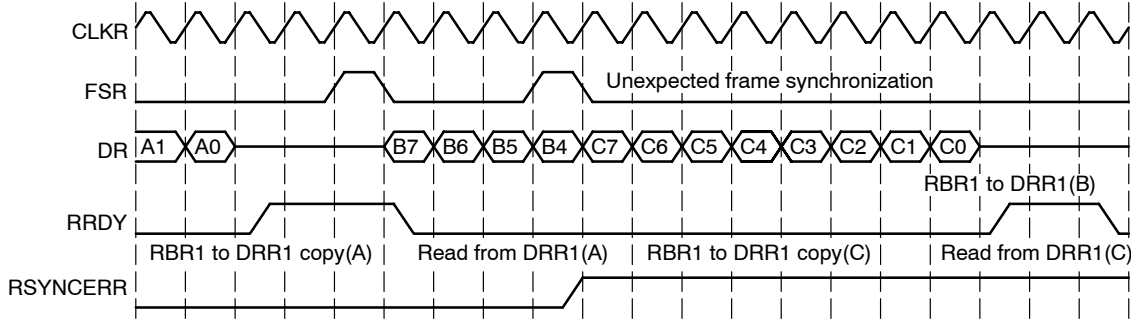 CLKR
FSR
Unexpected frame synchronization
DR A1 A0 B7 B6 B5 B4 C7 C6 C5 C4 C3 C2 C1 C0
RBR1 to DRR1(B)
RRDY
RBR1 to DRR1 copy(A) Read from DRR1(A) RBR1 to DRR1 copy(C) Read from DRR1(C)
RSYNCERR